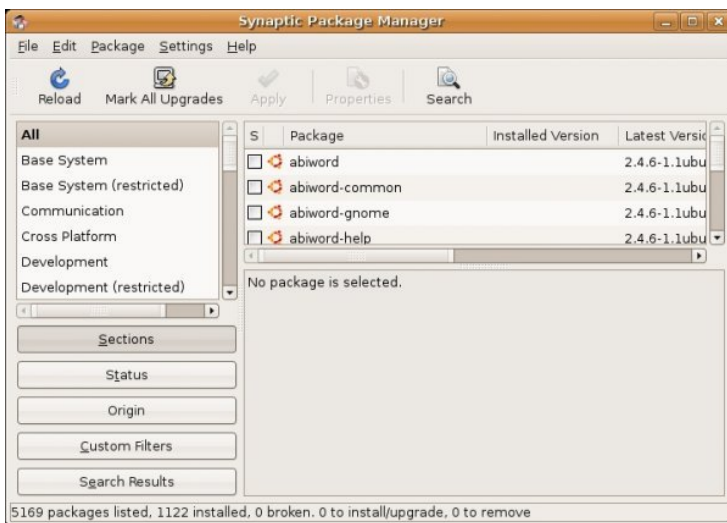 Synaptic Package Manager
File Edit Package Settings Help
Reload Mark All Upgrades Apply Properties Search
All
Base System
Base System (restricted)
Communication
Cross Platform
Development
Development (restricted)
S Package Installed Version Latest Versic
abiword 2.4.6-1.1ubu
abiword-common 2.4.6-1.1ubu
abiword-gnome 2.4.6-1.1ubu
abiword-help 2.4.6-1.1ubu
No package is selected.
Sections
Status
Origin
Custom Filters
Search Results
5169 packages listed, 1122 installed, 0 broken. 0 to install/upgrade, 0 to remove